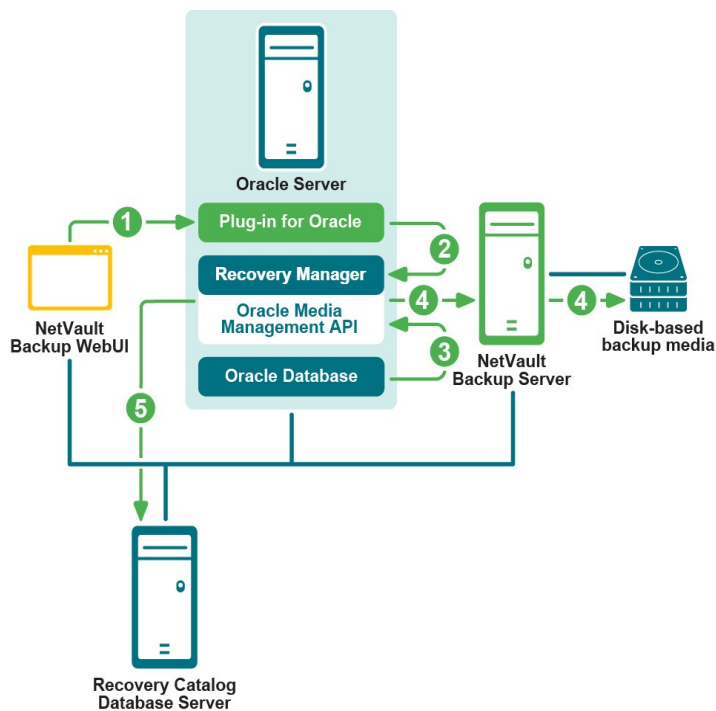 Oracle Server
1
Plug-in for Oracle
2
Recovery Manager
Oracle Media
Management API
4
4
3
Oracle Database
NetVault
Backup WebUI
NetVault
Backup Server
Disk-based
backup media
5
Recovery Catalog
Database Server